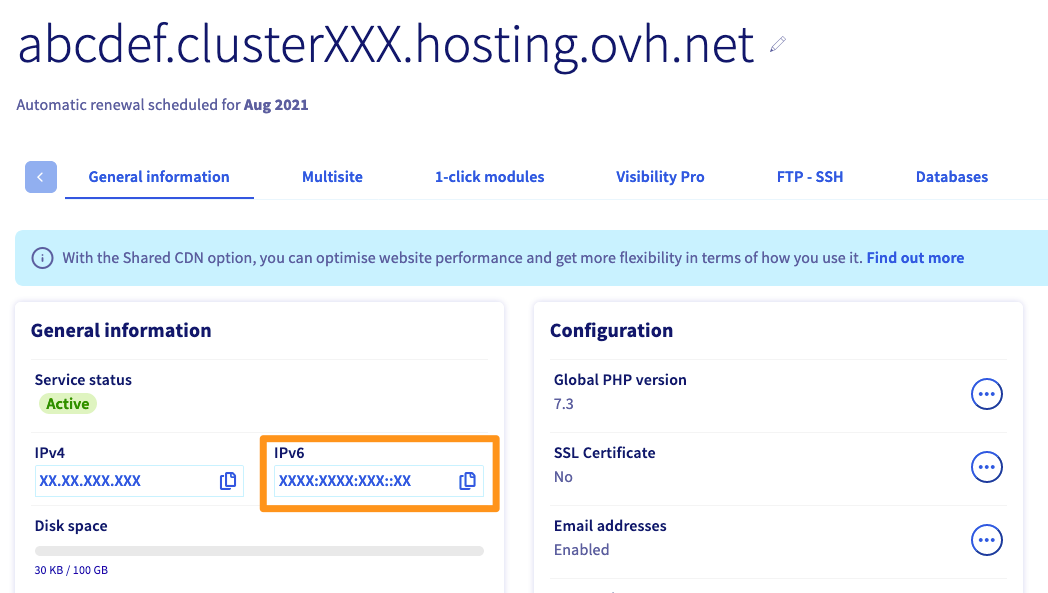 abcdef.clusterXXX.hosting.ovh.net
Automatic renewal scheduled for Aug 2021
General information
Multisite
1-click modules
Visibility Pro
FTP - SSH
Databases
With the Shared CDN option, you can optimise website performance and get more flexibility in terms of how you use it. Find out more
General information
Service status
Active
IPv4
XX.XX.XXX.XXX
IPv6
XXXX:XXXX:XXX::XX
Disk space
30 KB / 100 GB
Configuration
Global PHP version
7.3
SSL Certificate
No
Email addresses
Enabled